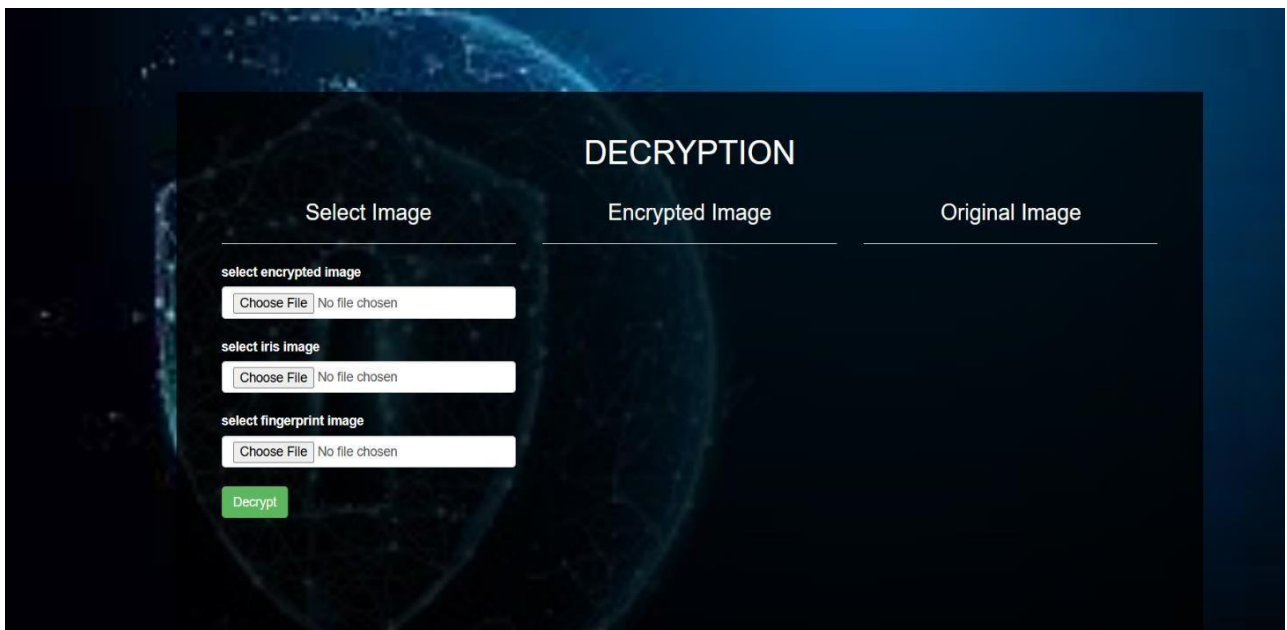 DECRYPTION
Select Image
Encrypted Image
Original Image
select encrypted image
Choose File No file chosen
select iris image
Choose File No file chosen
select fingerprint image
Choose File No file chosen
Decrypt